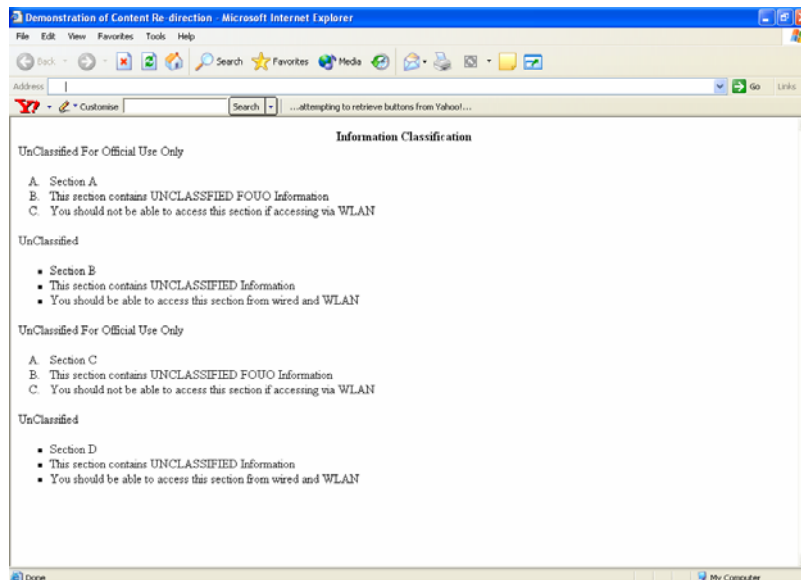 Demonstration of Content Re-direction - Microsoft Internet Explorer
File Edit View Favorites Tools Help
Back Search Favorites Media
Address Go Links
Y? Customise Search ...attempting to retrieve buttons from Yahoo!...
Information Classification
UnClassified For Official Use Only
A. Section A
B. This section contains UNCLASSFIED FOUO Information
C. You should not be able to access this section if accessing via WLAN
UnClassified
Section B
This section contains UNCLASSIFIED Information
You should be able to access this section from wired and WLAN
UnClassified For Official Use Only
A. Section C
B. This section contains UNCLASSIFIED FOUO Information
C. You should not be able to access this section if accessing via WLAN
UnClassified
Section D
This section contains UNCLASSIFIED Information
You should be able to access this section from wired and WLAN
Done My Computer